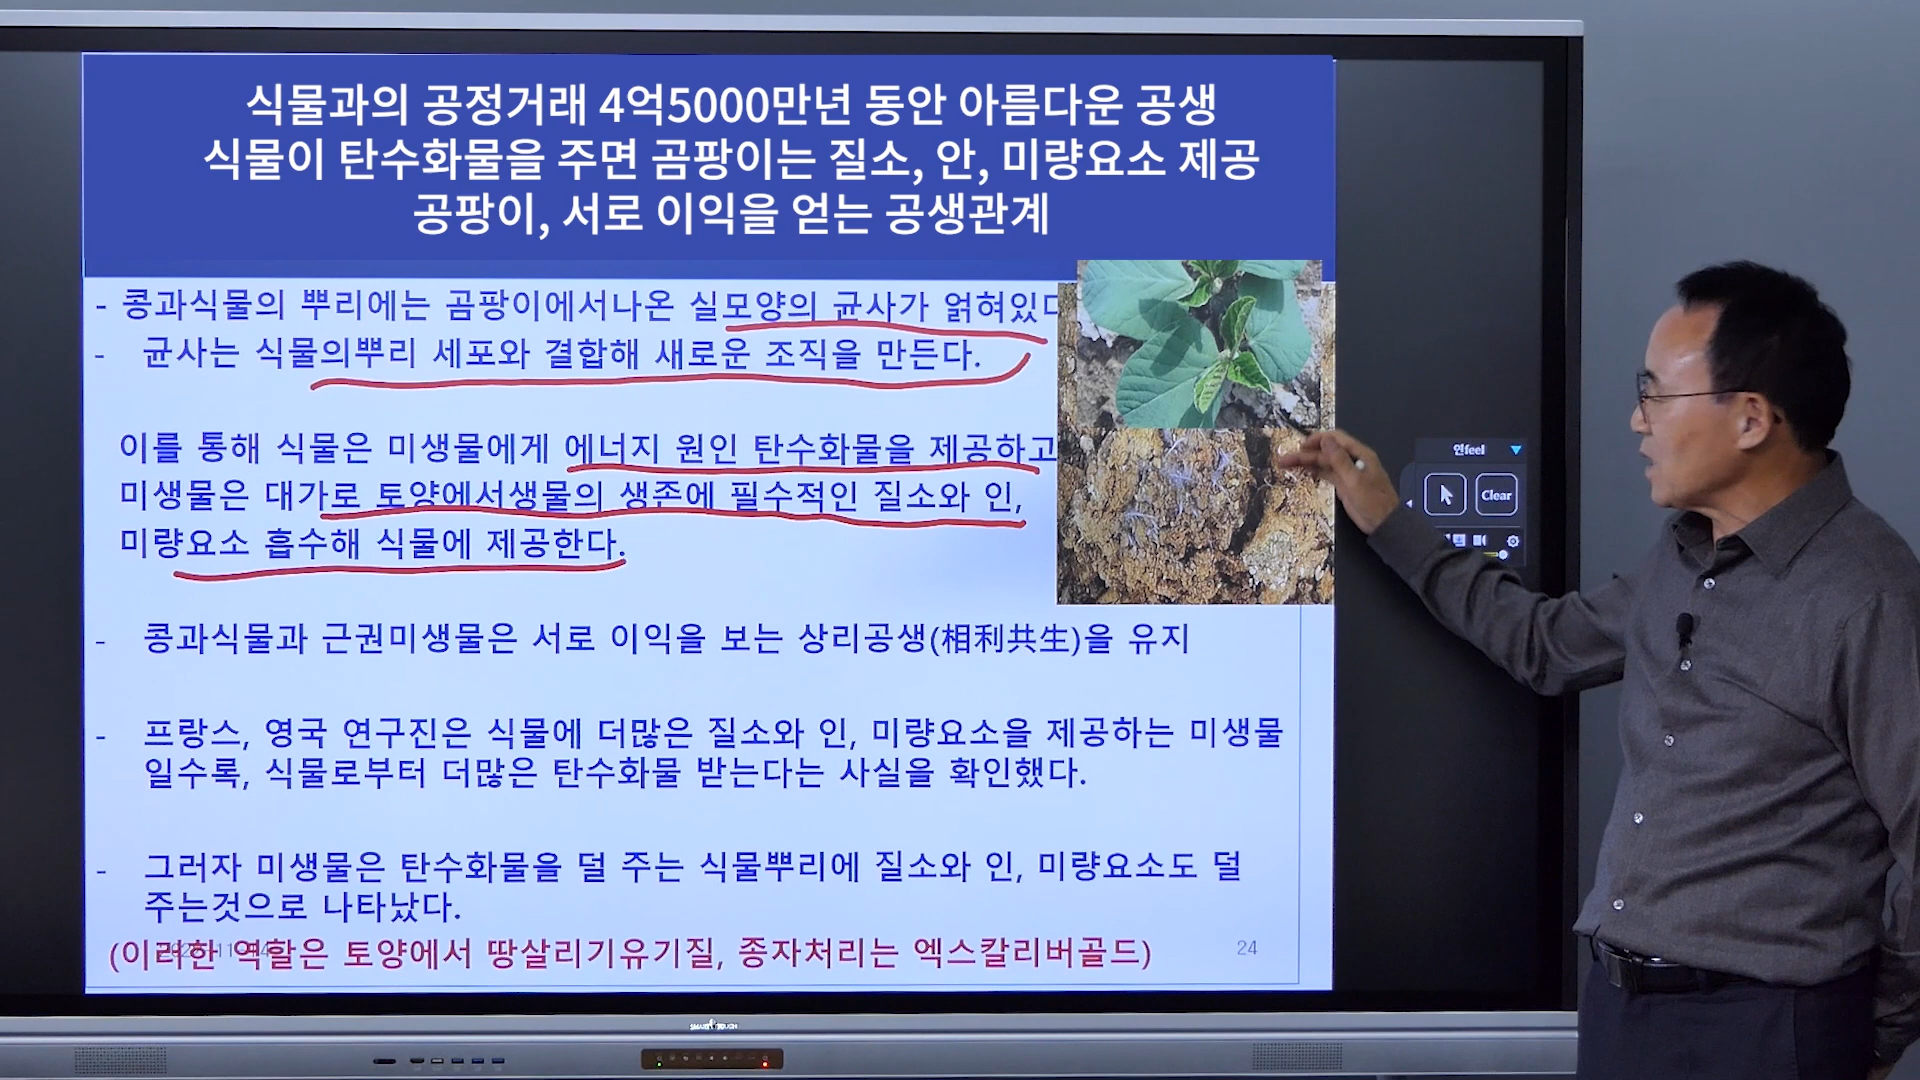 식물과의 공정거래 4억5000만년 동안 아름다운 공생
식물이 탄수화물을 주면 곰팡이는 질소, 안, 미량요소 제공
공팡이, 서로 이익을 얻는 공생관계
- 콩과식물의 뿌리에는 곰팡이에서나온 실모양의 균사가 얽혀있다
- 균사는 식물의뿌리 세포와 결합해 새로운 조직을 만든다.
이를 통해 식물은 미생물에게 에너지 원인 탄수화물을 제공하고
미생물은 대가로 토양에서생물의 생존에 필수적인 질소와 인,
미량요소 흡수해 식물에 제공한다.
- 콩과식물과 근권미생물은 서로 이익을 보는 상리공생(相利共生)을 유지
- 프랑스, 영국 연구진은 식물에 더많은 질소와 인, 미량요소을 제공하는 미생물
일수록, 식물로부터 더많은 탄수화물 받는다는 사실을 확인했다.
- 그러자 미생물은 탄수화물을 덜 주는 식물뿌리에 질소와 인, 미량요소도 덜
주는것으로 나타났다.
(이러한 역할은 토양에서 땅살리기유기질, 종자처리는 엑스칼리버골드)
24
인feel
Clear